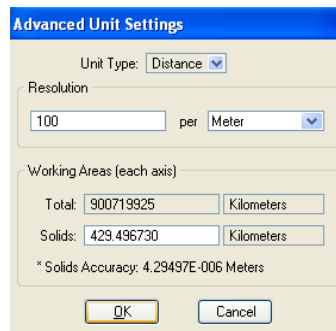 Advanced Unit Settings
Unit Type: Distance
Resolution
100 per Meter
Working Areas (each axis)
Total: 900719925 Kilometers
Solids: 429.496730 Kilometers
* Solids Accuracy: 4.29497E-006 Meters
OK Cancel